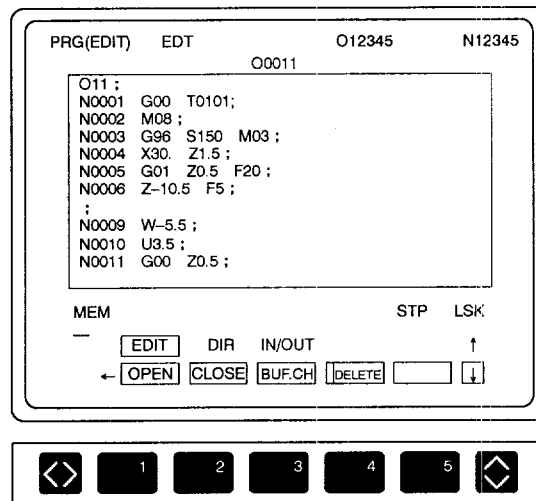 PRG(EDIT) EDT O12345 N12345
O0011
O11 ;
N0001 G00 T0101;
N0002 M08 ;
N0003 G96 S150 M03 ;
N0004 X30. Z1.5 ;
N0005 G01 Z0.5 F20 ;
N0006 Z–10.5 F5 ;
;
N0009 W–5.5 ;
N0010 U3.5 ;
N0011 G00 Z0.5 ;
MEM STP LSK
EDIT DIR IN/OUT ↑
← OPEN CLOSE BUF.CH DELETE ↓
1 2 3 4 5